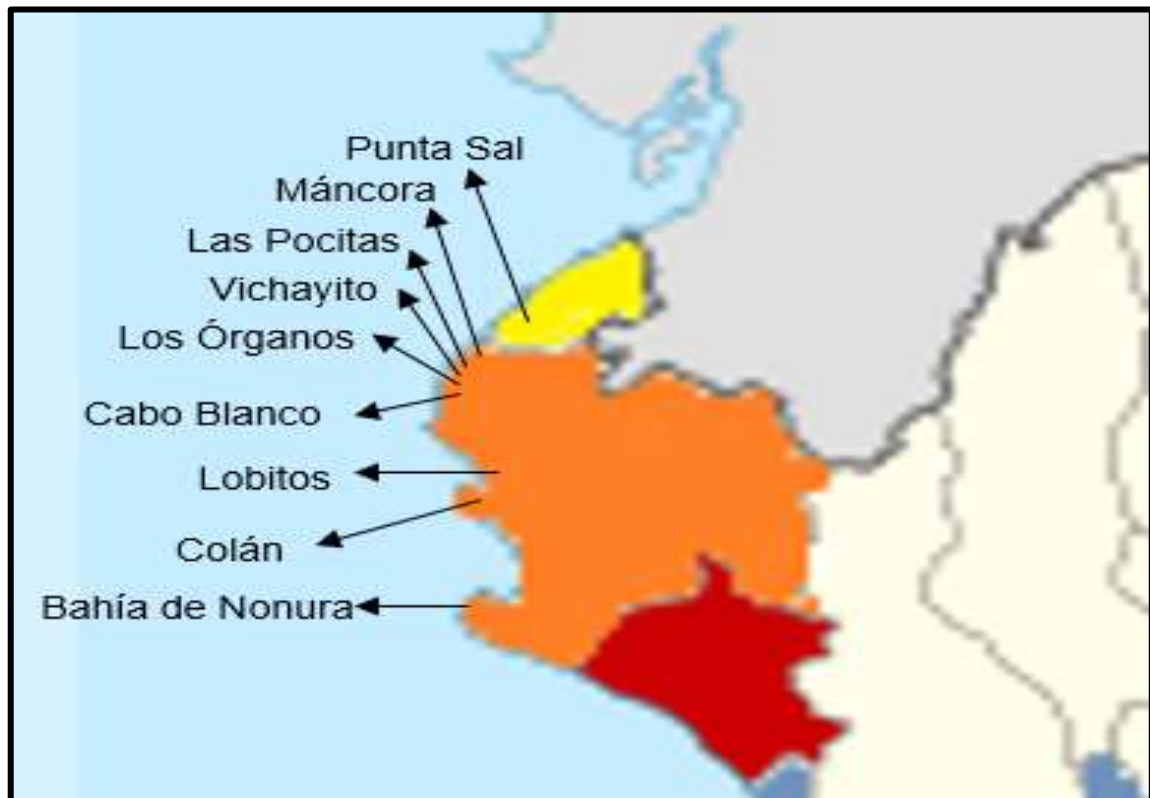 Punta Sal
Máncora
Las Pocitas
Vichayito
Los Órganos
Cabo Blanco
Lobitos
Colán
Bahía de Nonura